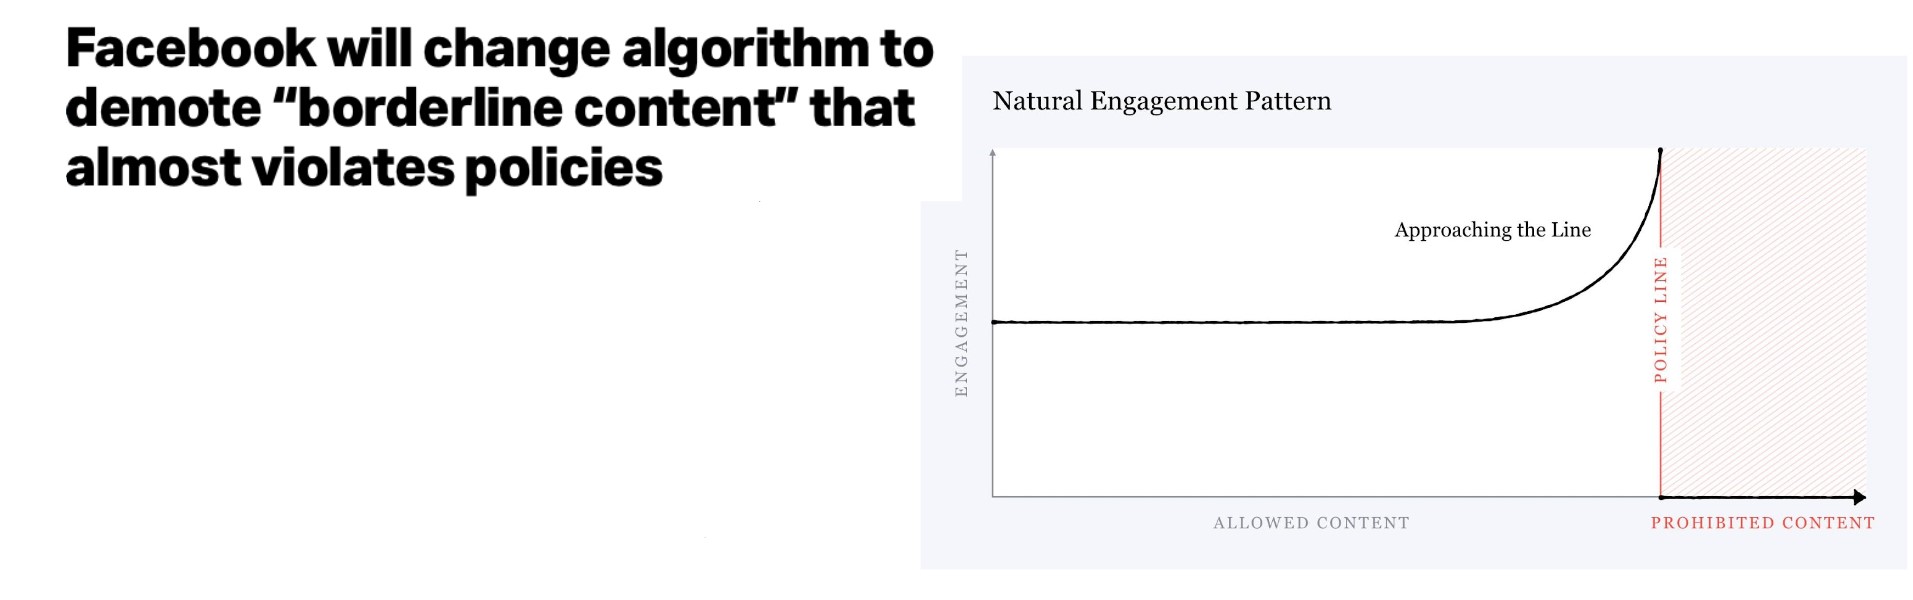 Facebook will change algorithm to
demote “borderline content” that
almost violates policies
Natural Engagement Pattern
Approaching the Line
ENGAGEMENT
POLICY LINE
ALLOWED CONTENT
PROHIBITED CONTENT